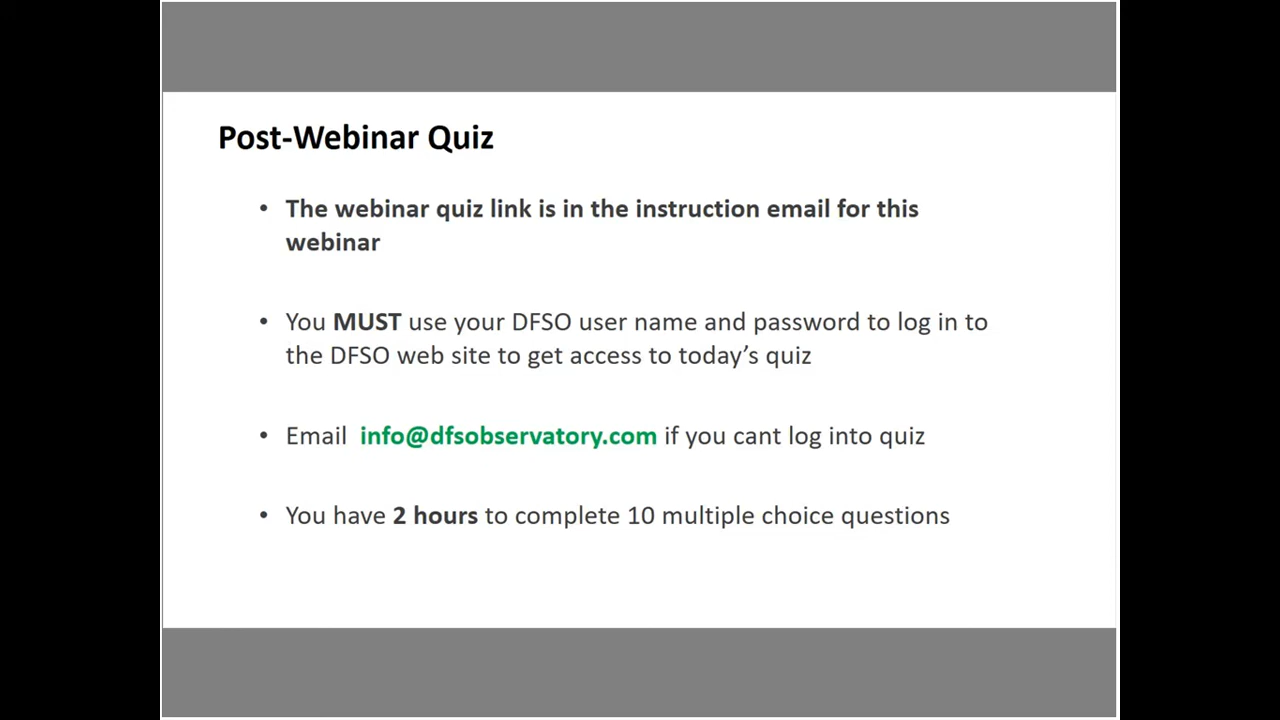 Post-Webinar Quiz
• The webinar quiz link is in the instruction email for this
webinar
• You MUST use your DFSO user name and password to log in to
the DFSO web site to get access to today’s quiz
• Email info@dfsobservatory.com if you cant log into quiz
• You have 2 hours to complete 10 multiple choice questions